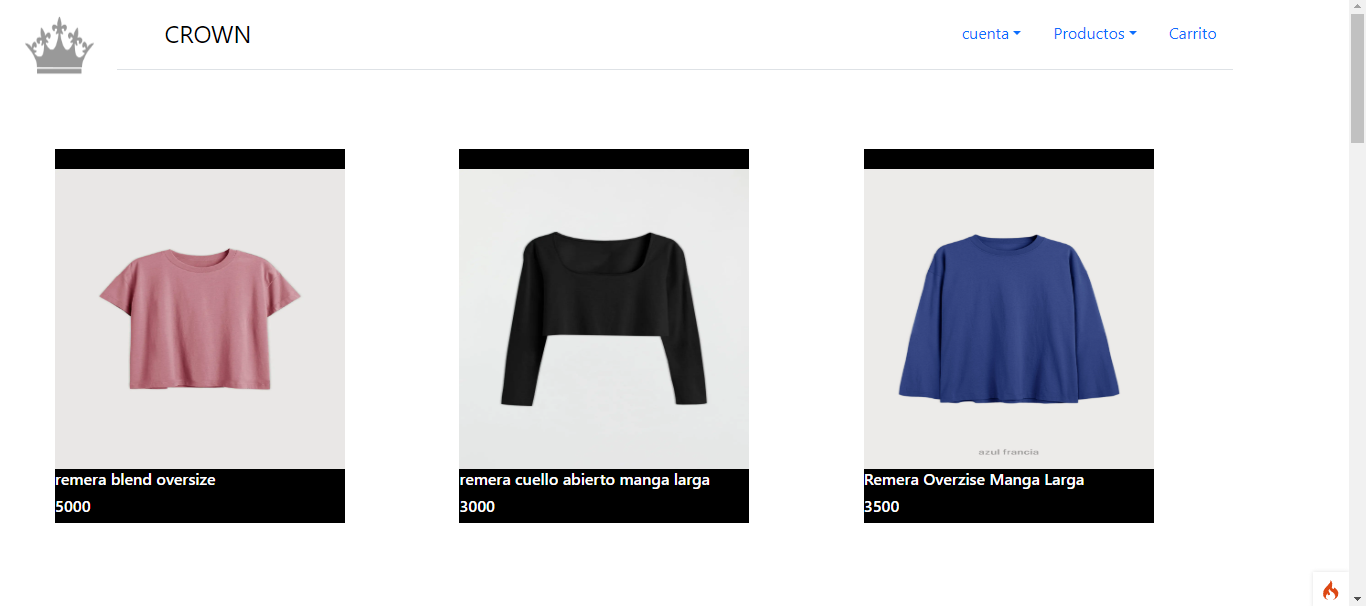 CROWN
cuenta
Productos
Carrito
azul francia
remera blend oversize
5000
remera cuello abierto manga larga
3000
Remera Overzise Manga Larga
3500